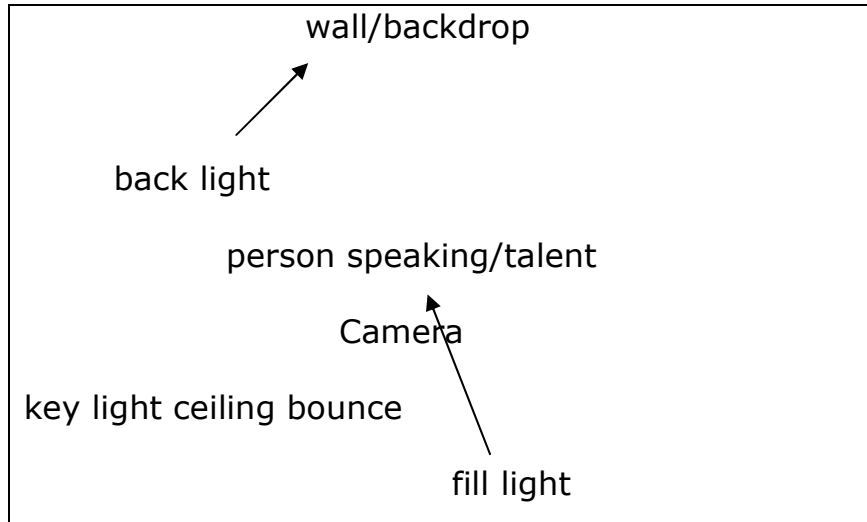 wall/backdrop
back light
person speaking/talent
Camera
key light ceiling bounce
fill light